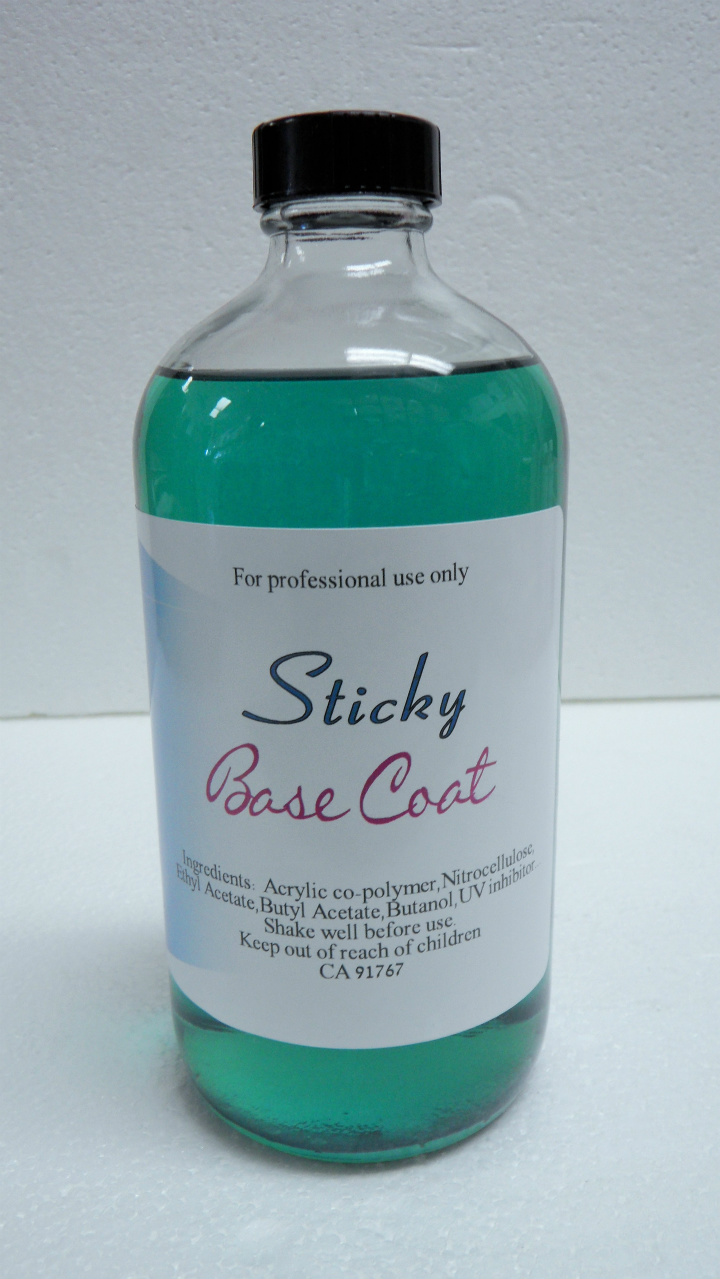 For professional use only
Sticky
Base Coat
Ingredients: Acrylic co-polymer, Nitrocellulose,
Ethyl Acetate, Butyl Acetate, Butanol, UV inhibitor...
Shake well before use.
Keep out of reach of children
CA 91767